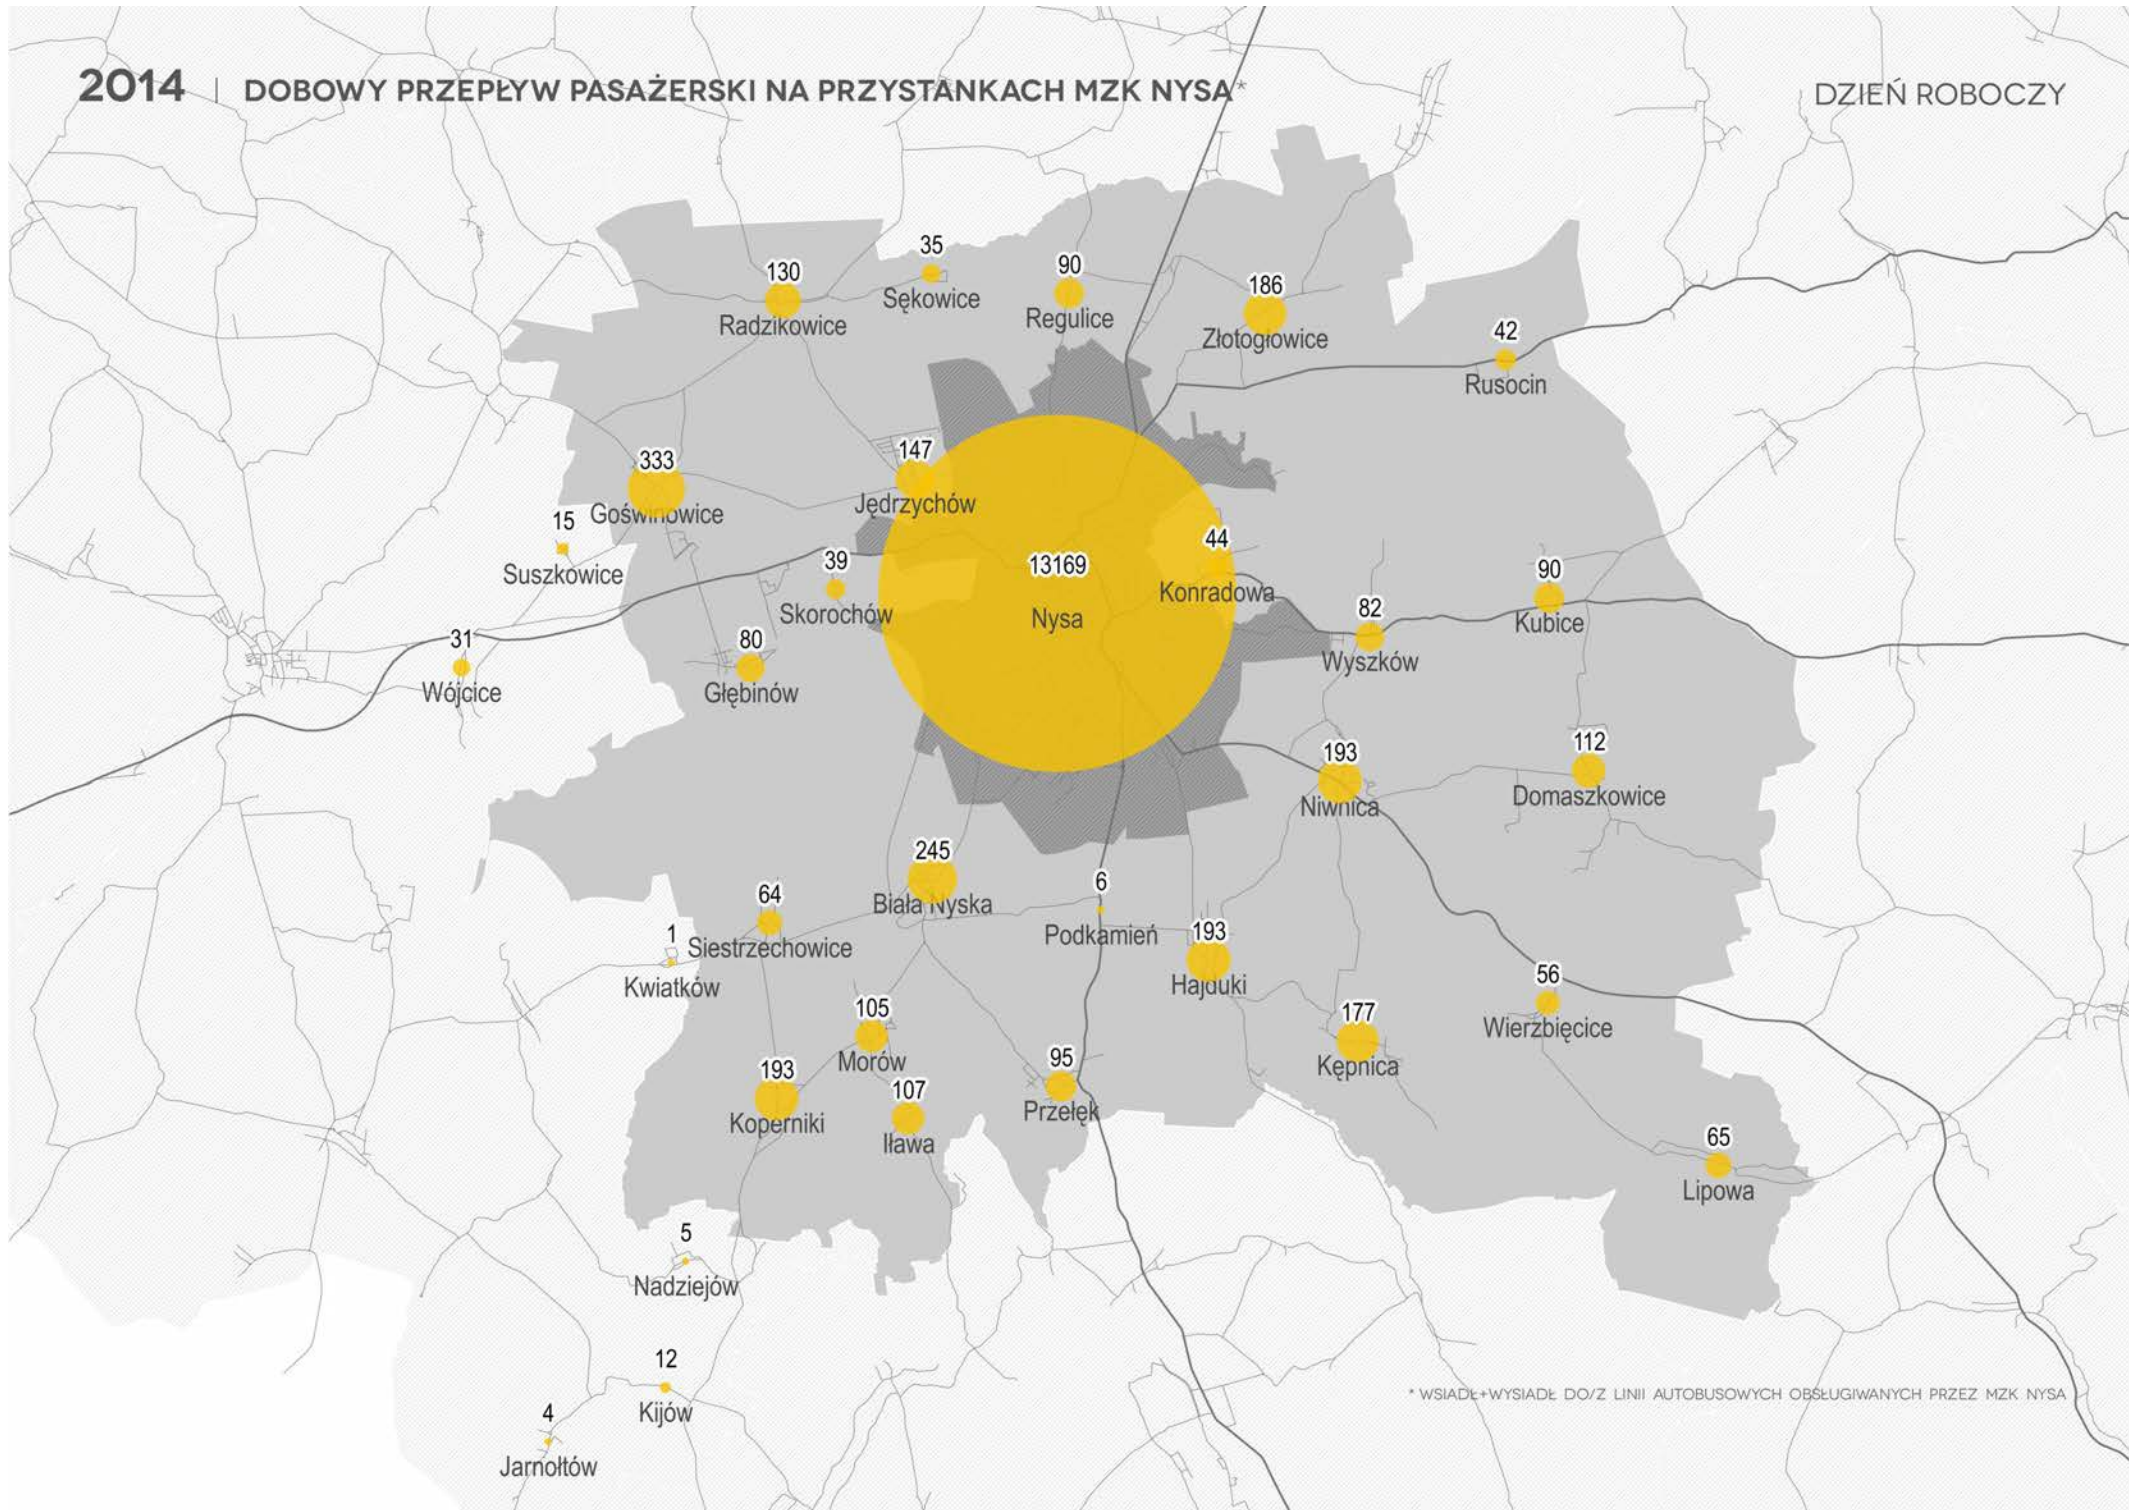 2014 | DOBOWY PRZEPŁYW PASAŻERSKI NA PRZYSTANKACH MZK NYSA*
DZIEŃ ROBOCZY
35
Sękowice
130
Radzikowice
90
Regulice
186
Złotogłowice
42
Rusocin
147
Jędrzychów
333
Goświnowice
15
Suszkowice
39
Skorochów
13169
Nysa
44
Konradowa
90
Kubice
82
Wyszków
31
Wójcice
80
Głębinów
193
Niwnica
112
Domaszkowice
245
Biała Nyska
64
Siestrzechowice
6
Podkamień
1
Kwiatków
193
Hajduki
56
Wierzbięcice
105
Morów
177
Kępnica
193
Koperniki
107
Iława
95
Przełęk
65
Lipowa
5
Nadziejów
12
Kijów
4
Jarnołtów
* WSIADŁ+WYSIADŁ DO/Z LINII AUTOBUSOWYCH OBSŁUGIWANYCH PRZEZ MZK NYSA